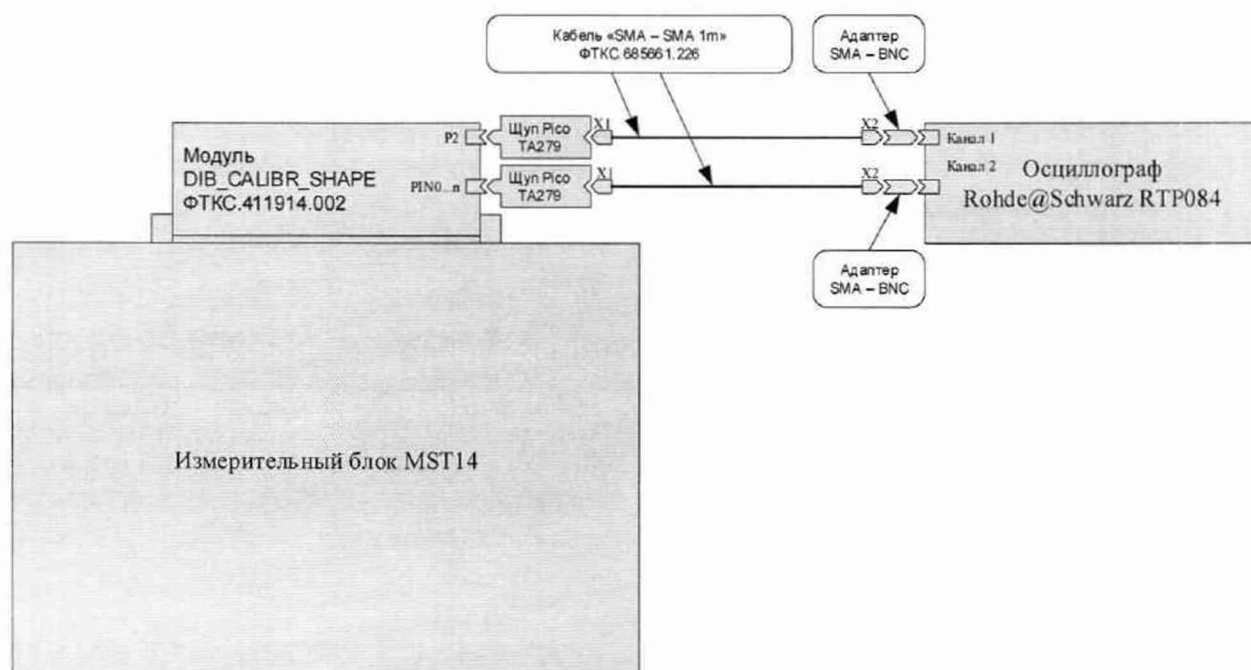 Кабель «SMA – SMA 1m»
ФТКС.685661.226
Адаптер
SMA – BNC
P2
Щуп Pico
TA279
X1
X2
Канал 1
Модуль
DIB_CALIBR_SHAPE
ФТКС.411914.002
PIN0...n
Щуп Pico
TA279
X1
X2
Канал 2
Осциллограф
Rohde@Schwarz RTP084
Адаптер
SMA – BNC
Измерительный блок MST14